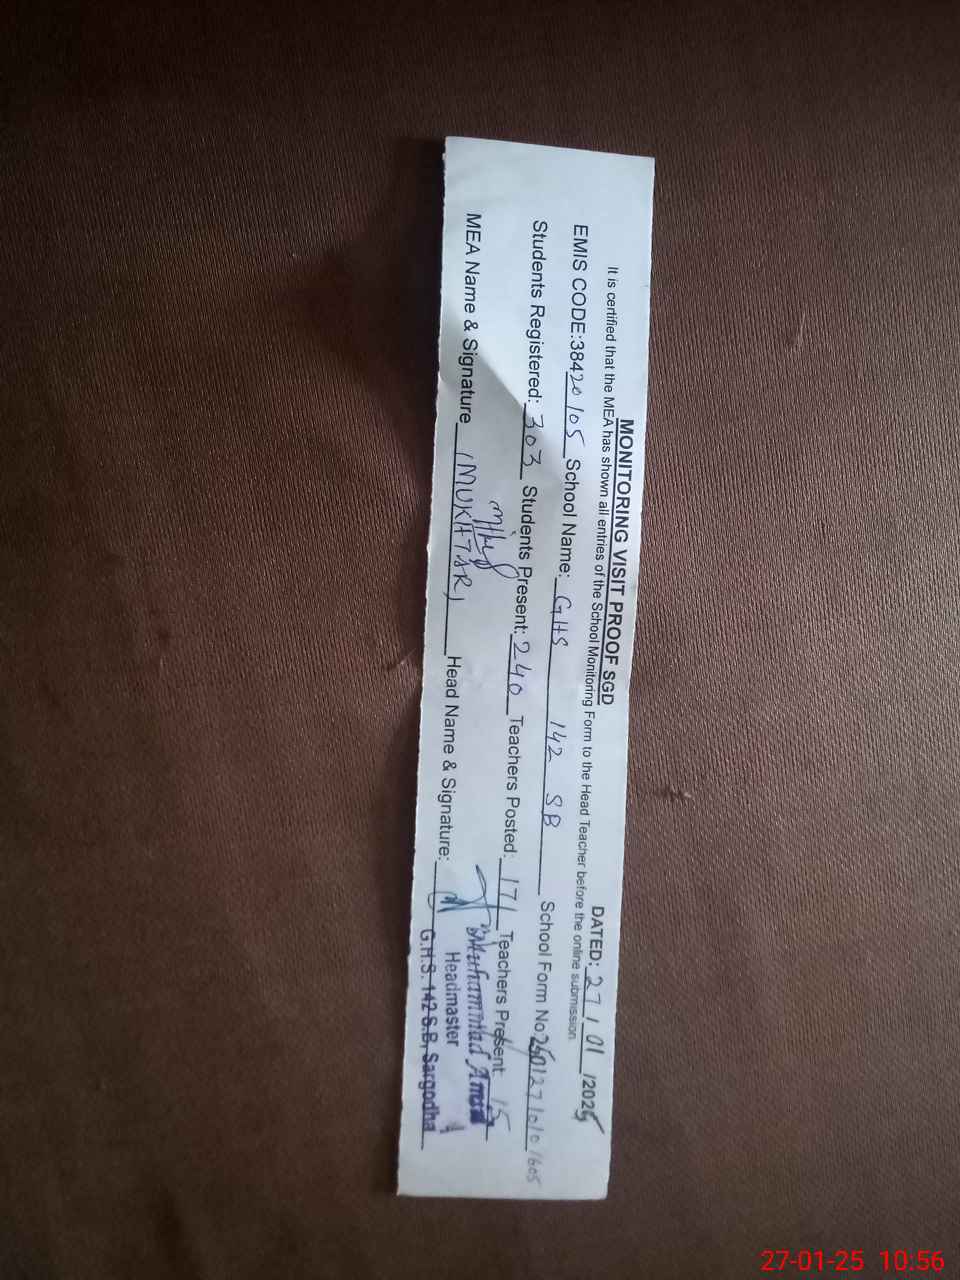 MONITORING VISIT PROOF SGD
DATED: 27/01/2025
It is certified that the MEA has shown all entries of the School Monitoring Form to the Head Teacher before the online submission.
EMIS CODE:38420105 School Name: GHS 142 SB School Form No:
Students Registered: 303 Students Present: 240 Teachers Posted: 17 Teachers Present: 15
MEA Name & Signature (MUKHTAR) Head Name & Signature:
Muhammad
Headmaster
G.H.S. 142 S.B, Sargodha
27-01-25 10:56